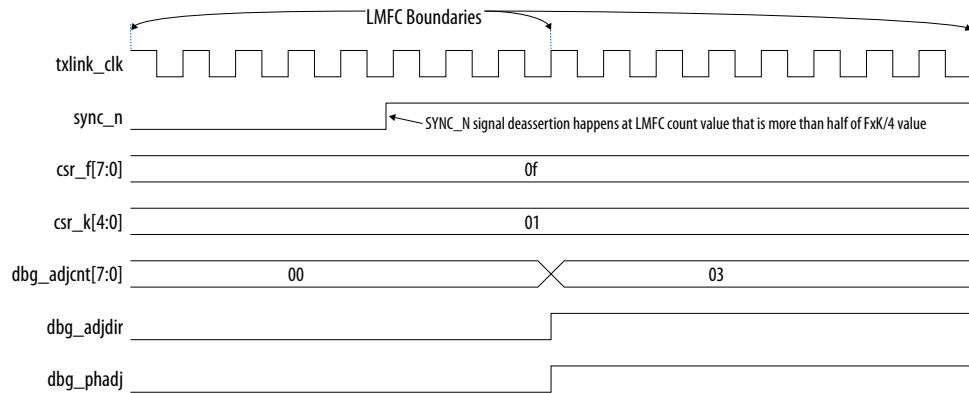 LMFC Boundaries
txlink_clk
sync_n
SYNC_N signal deassertion happens at LMFC count value that is more than half of FxK/4 value
csr_f[7:0]
0f
csr_k[4:0]
01
dbg_adjcnt[7:0]
00
03
dbg_adjdir
dbg_phadj